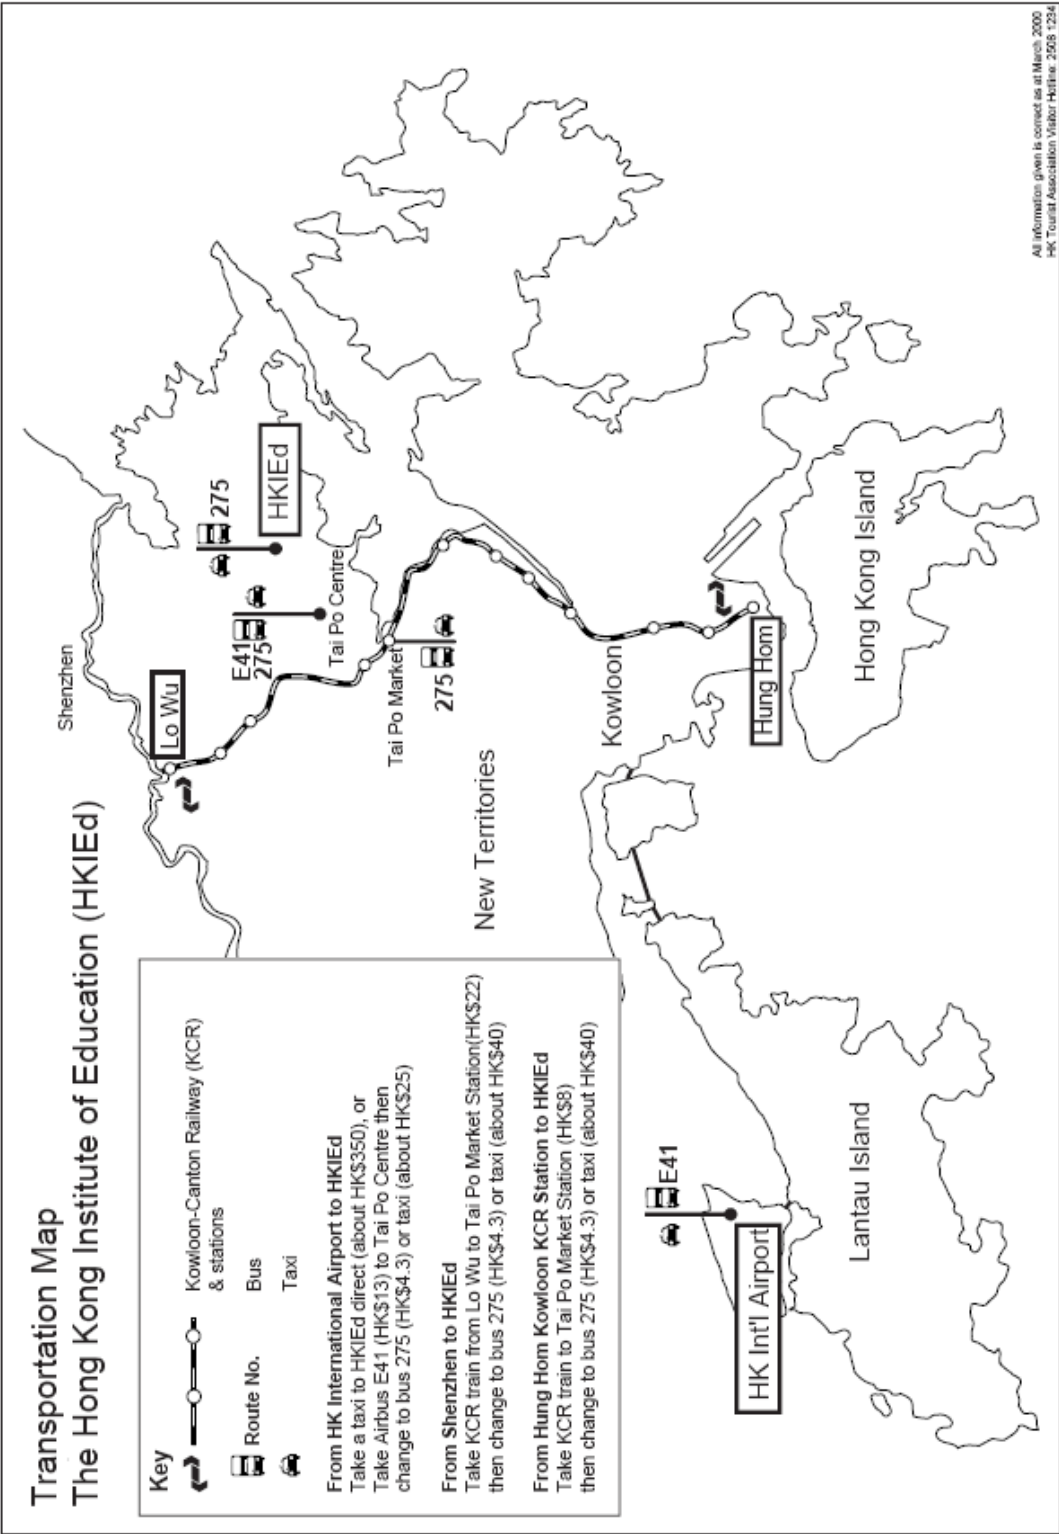 Transportation Map
The Hong Kong Institute of Education (HKIEd)
Key
Kowloon-Canton Railway (KCR)
& stations
Route No.
Bus
Taxi
From HK International Airport to HKIEd
Take a taxi to HKIEd direct (about HK$350), or
Take Airbus E41 (HK$13) to Tai Po Centre then
change to bus 275 (HK$4.3) or taxi (about HK$25)
From Shenzhen to HKIEd
Take KCR train from Lo Wu to Tai Po Market Station(HK$22)
then change to bus 275 (HK$4.3) or taxi (about HK$40)
From Hung Hom Kowloon KCR Station to HKIEd
Take KCR train to Tai Po Market Station (HK$8)
then change to bus 275 (HK$4.3) or taxi (about HK$40)
Shenzhen
Lo Wu
275
E41
275
HKIEd
Tai Po Centre
Tai Po Market
275
New Territories
Kowloon
E41
Hung Hom
HK Int'l Airport
Lantau Island
Hong Kong Island
All information given is correct as at March 2000
HK Tourist Association Visitor Hotline: 2508 1234